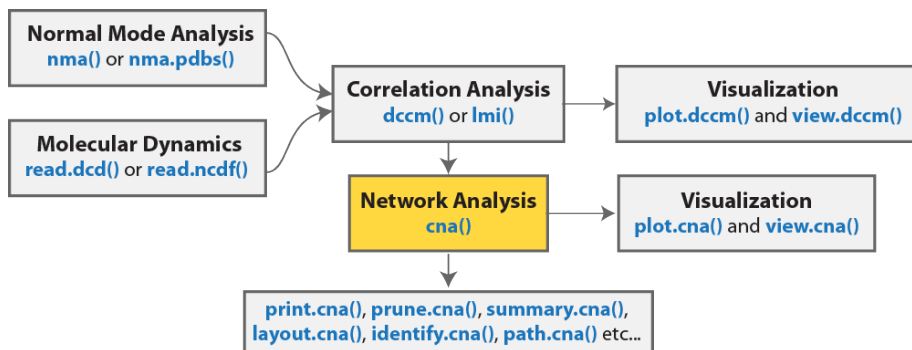 Normal Mode Analysis
nma() or nma.pdbs()
Molecular Dynamics
read.dcd() or read.ncdf()
Correlation Analysis
dccm() or lmi()
Visualization
plot.dccm() and view.dccm()
Network Analysis
cna()
Visualization
plot.cna() and view.cna()
print.cna(), prune.cna(), summary.cna(),
layout.cna(), identify.cna(), path.cna() etc...